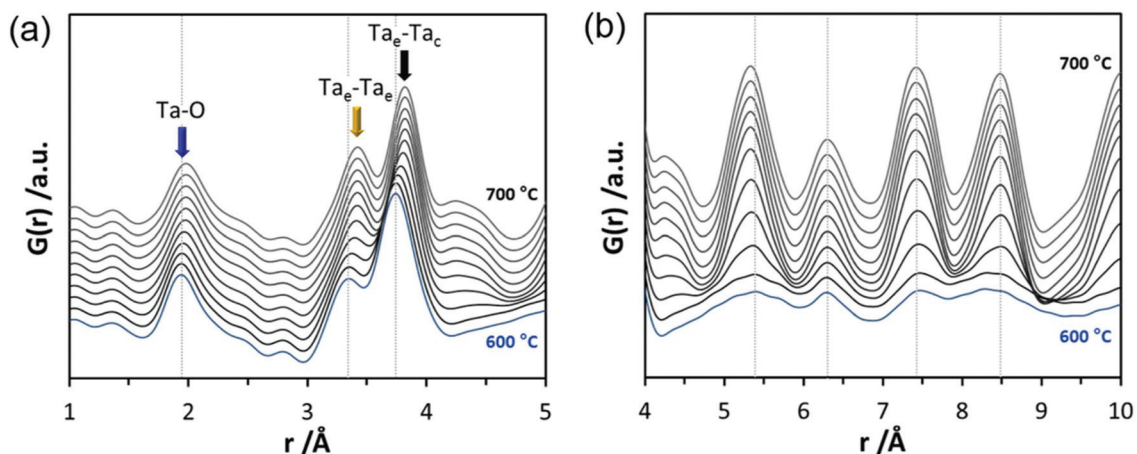 (a)
Ta-O
Taₑ-Taₑ
Taₑ-Ta꜀
700 °C
600 °C
G(r) /a.u.
1 2 3 4 5
r /Å
(b)
700 °C
600 °C
G(r) /a.u.
4 5 6 7 8 9 10
r /Å